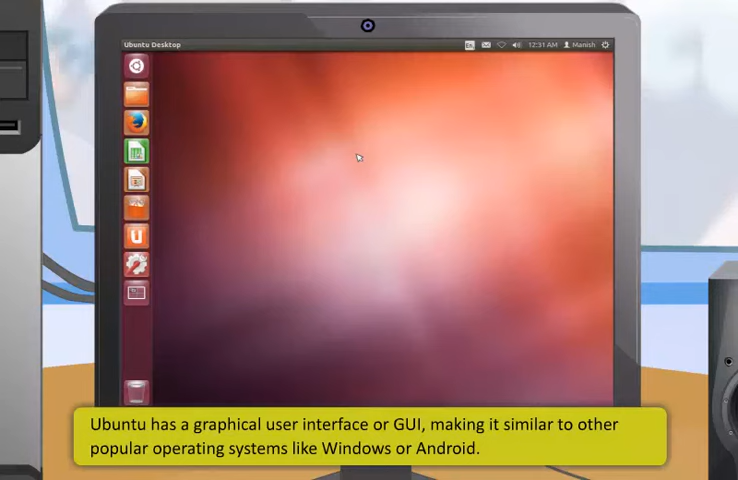 Ubuntu Desktop
En
12:31 AM
Manish
Ubuntu has a graphical user interface or GUI, making it similar to other
popular operating systems like Windows or Android.